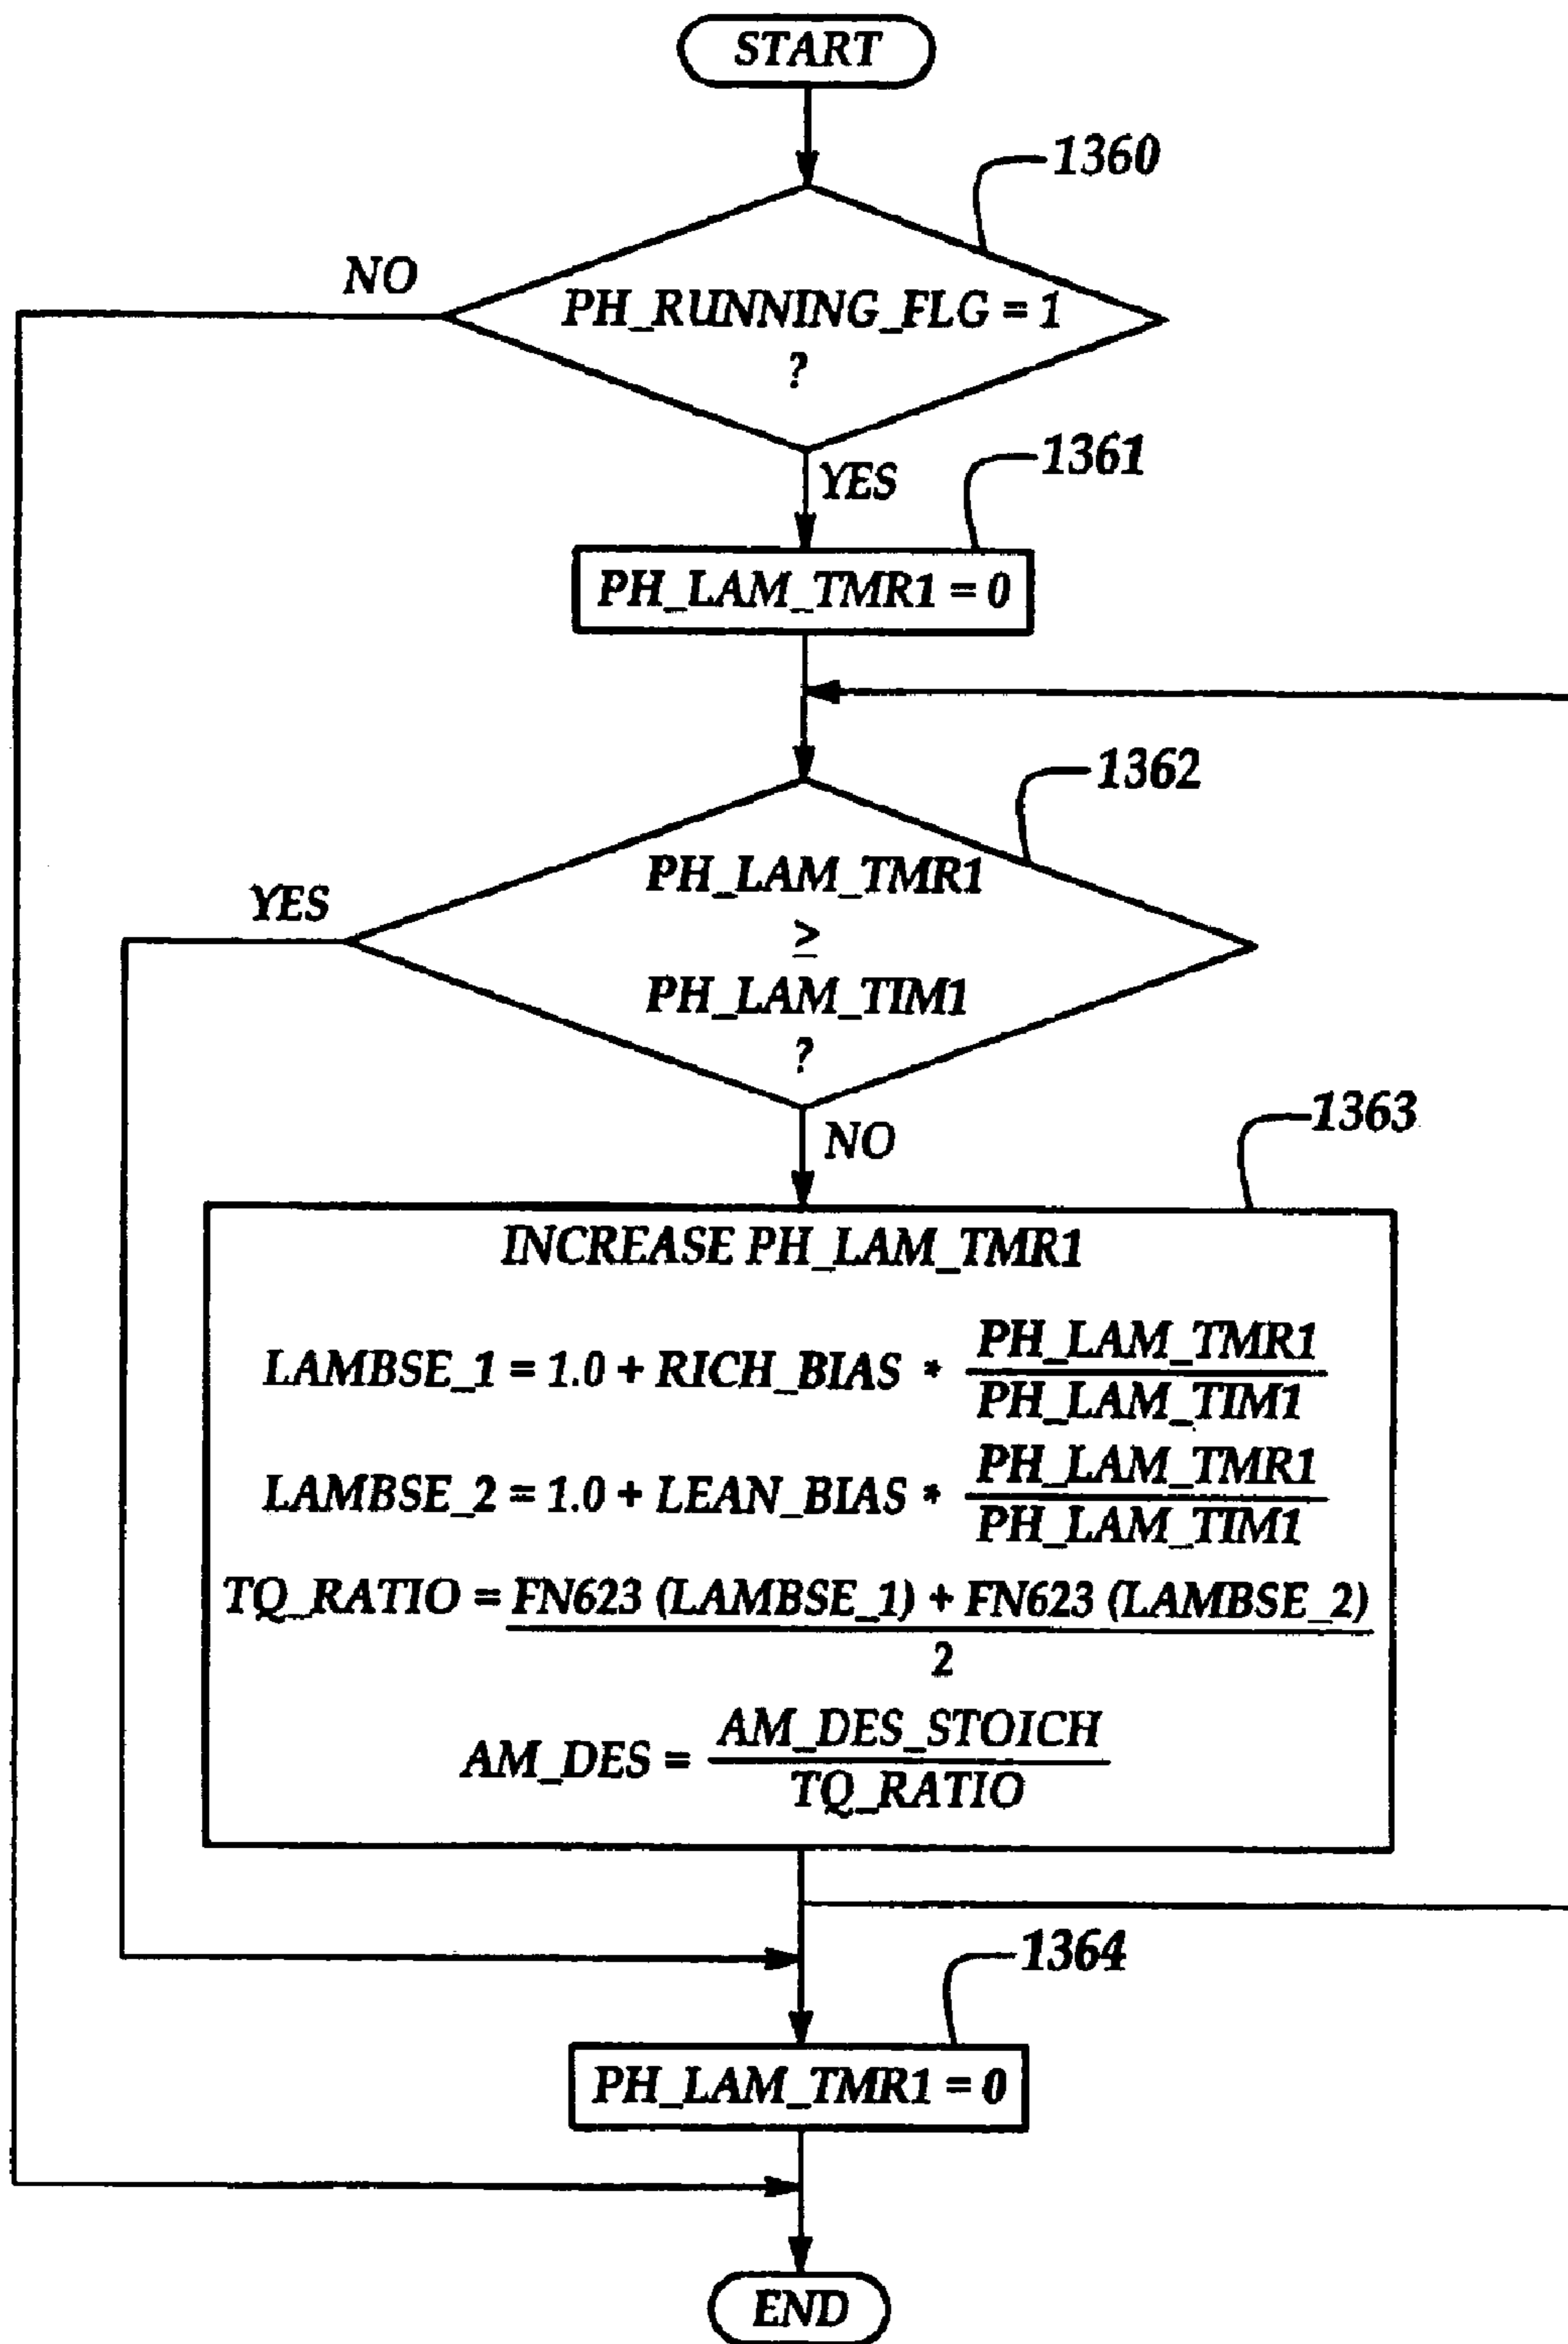 START
1360
NO
PH_RUNNING_FLG = 1
?
YES
1361
PH_LAM_TMR1 = 0
1362
YES
PH_LAM_TMR1
≥
PH_LAM_TIM1
?
NO
1363
INCREASE PH_LAM_TMR1
LAMBSE_1 = 1.0 + RICH_BIAS * PH_LAM_TMR1
PH_LAM_TIM1
LAMBSE_2 = 1.0 + LEAN_BIAS * PH_LAM_TMR1
PH_LAM_TIM1
TQ_RATIO = FN623 (LAMBSE_1) + FN623 (LAMBSE_2)
2
AM_DES = AM_DES_STOICH
TQ_RATIO
1364
PH_LAM_TMR1 = 0
END